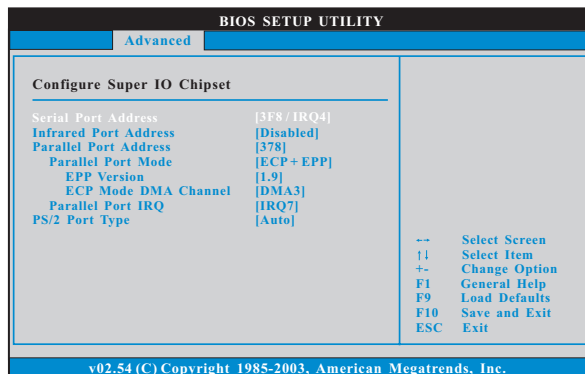 BIOS SETUP UTILITY
Advanced
Configure Super IO Chipset
Serial Port Address [3F8 / IRQ4]
Infrared Port Address [Disabled]
Parallel Port Address [378]
Parallel Port Mode [ECP + EPP]
EPP Version [1.9]
ECP Mode DMA Channel [DMA3]
Parallel Port IRQ [IRQ7]
PS/2 Port Type [Auto]
←→ Select Screen
↑↓ Select Item
+- Change Option
F1 General Help
F9 Load Defaults
F10 Save and Exit
ESC Exit
v02.54 (C) Copyright 1985-2003, American Megatrends, Inc.